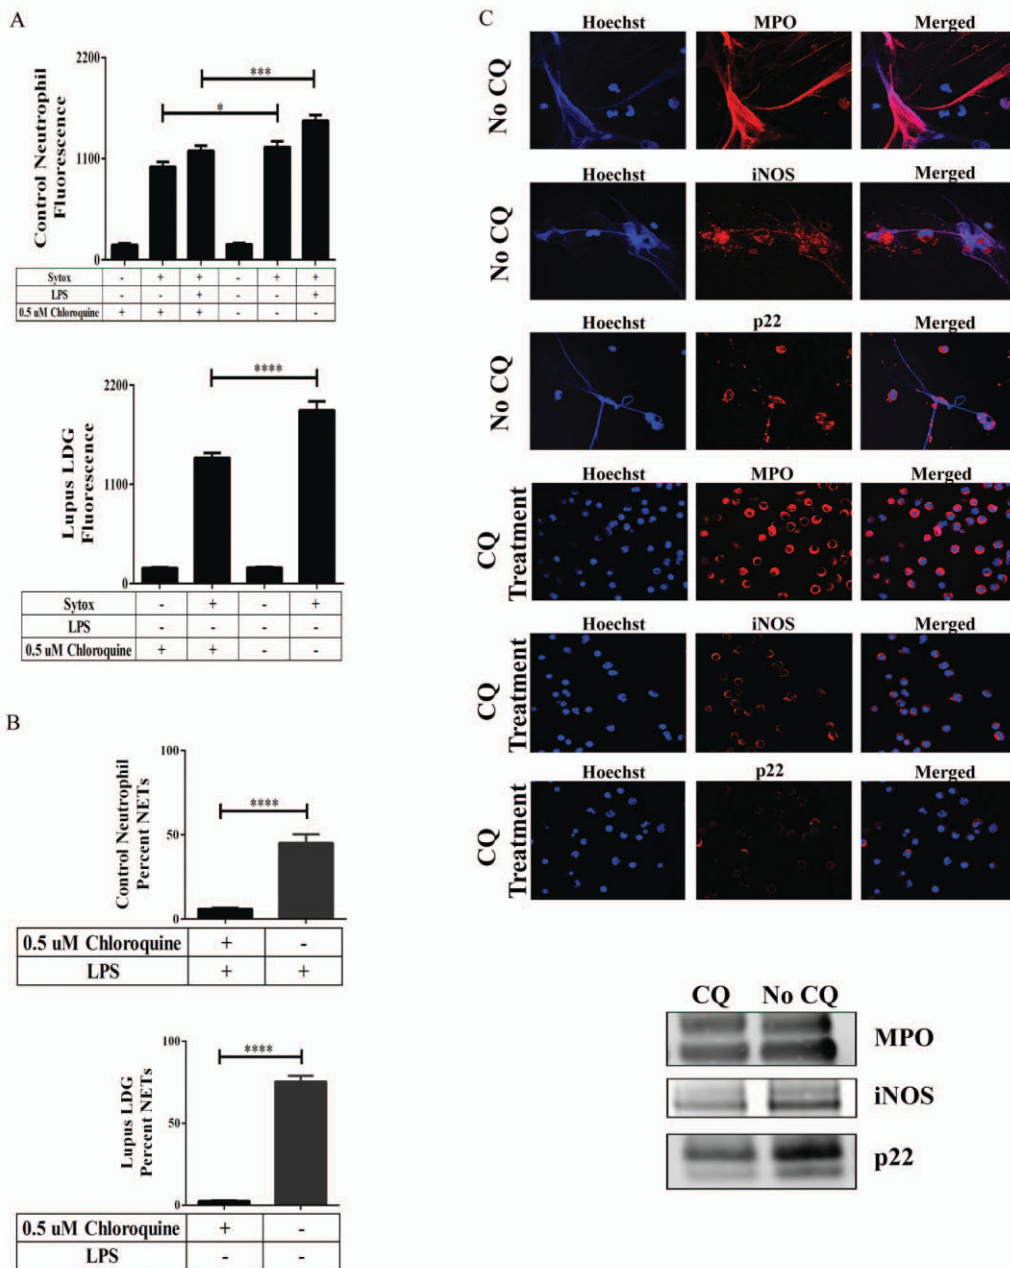 A
Control Neutrophil
Fluorescence
2200
1100
0
***
*
Sytox - + + - + +
LPS - - + - - +
0.5 uM Chloroquine + + + - - -
Lupus LDG
Fluorescence
2200
1100
0
****
Sytox - + - +
LPS - - - -
0.5 uM Chloroquine + + - -
B
Control Neutrophil
Percent NETs
100
50
0
****
0.5 uM Chloroquine + -
LPS + +
Lupus LDG
Percent NETs
100
50
0
****
0.5 uM Chloroquine + -
LPS - -
C
Hoechst MPO Merged
No CQ
Hoechst iNOS Merged
No CQ
Hoechst p22 Merged
No CQ
Hoechst MPO Merged
CQ
Treatment
Hoechst iNOS Merged
CQ
Treatment
Hoechst p22 Merged
CQ
Treatment
CQ No CQ
MPO
iNOS
p22